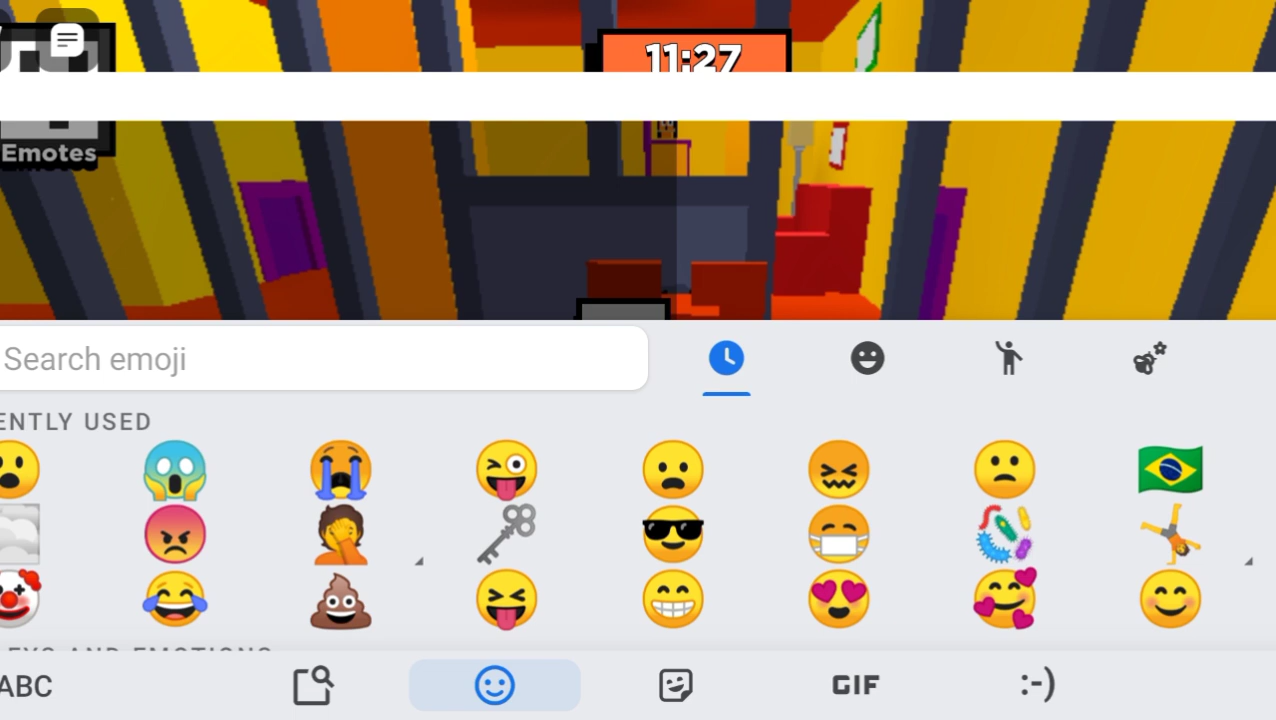 11:27
Emotes
Search emoji
ENTLY USED
ABC
GIF
:-)